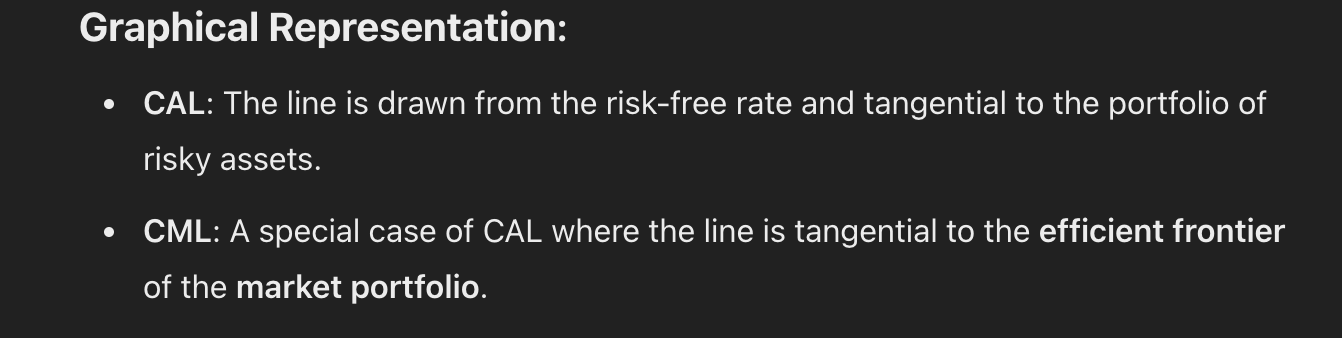 Graphical Representation:
• CAL: The line is drawn from the risk-free rate and tangential to the portfolio of
risky assets.
• CML: A special case of CAL where the line is tangential to the efficient frontier
of the market portfolio.